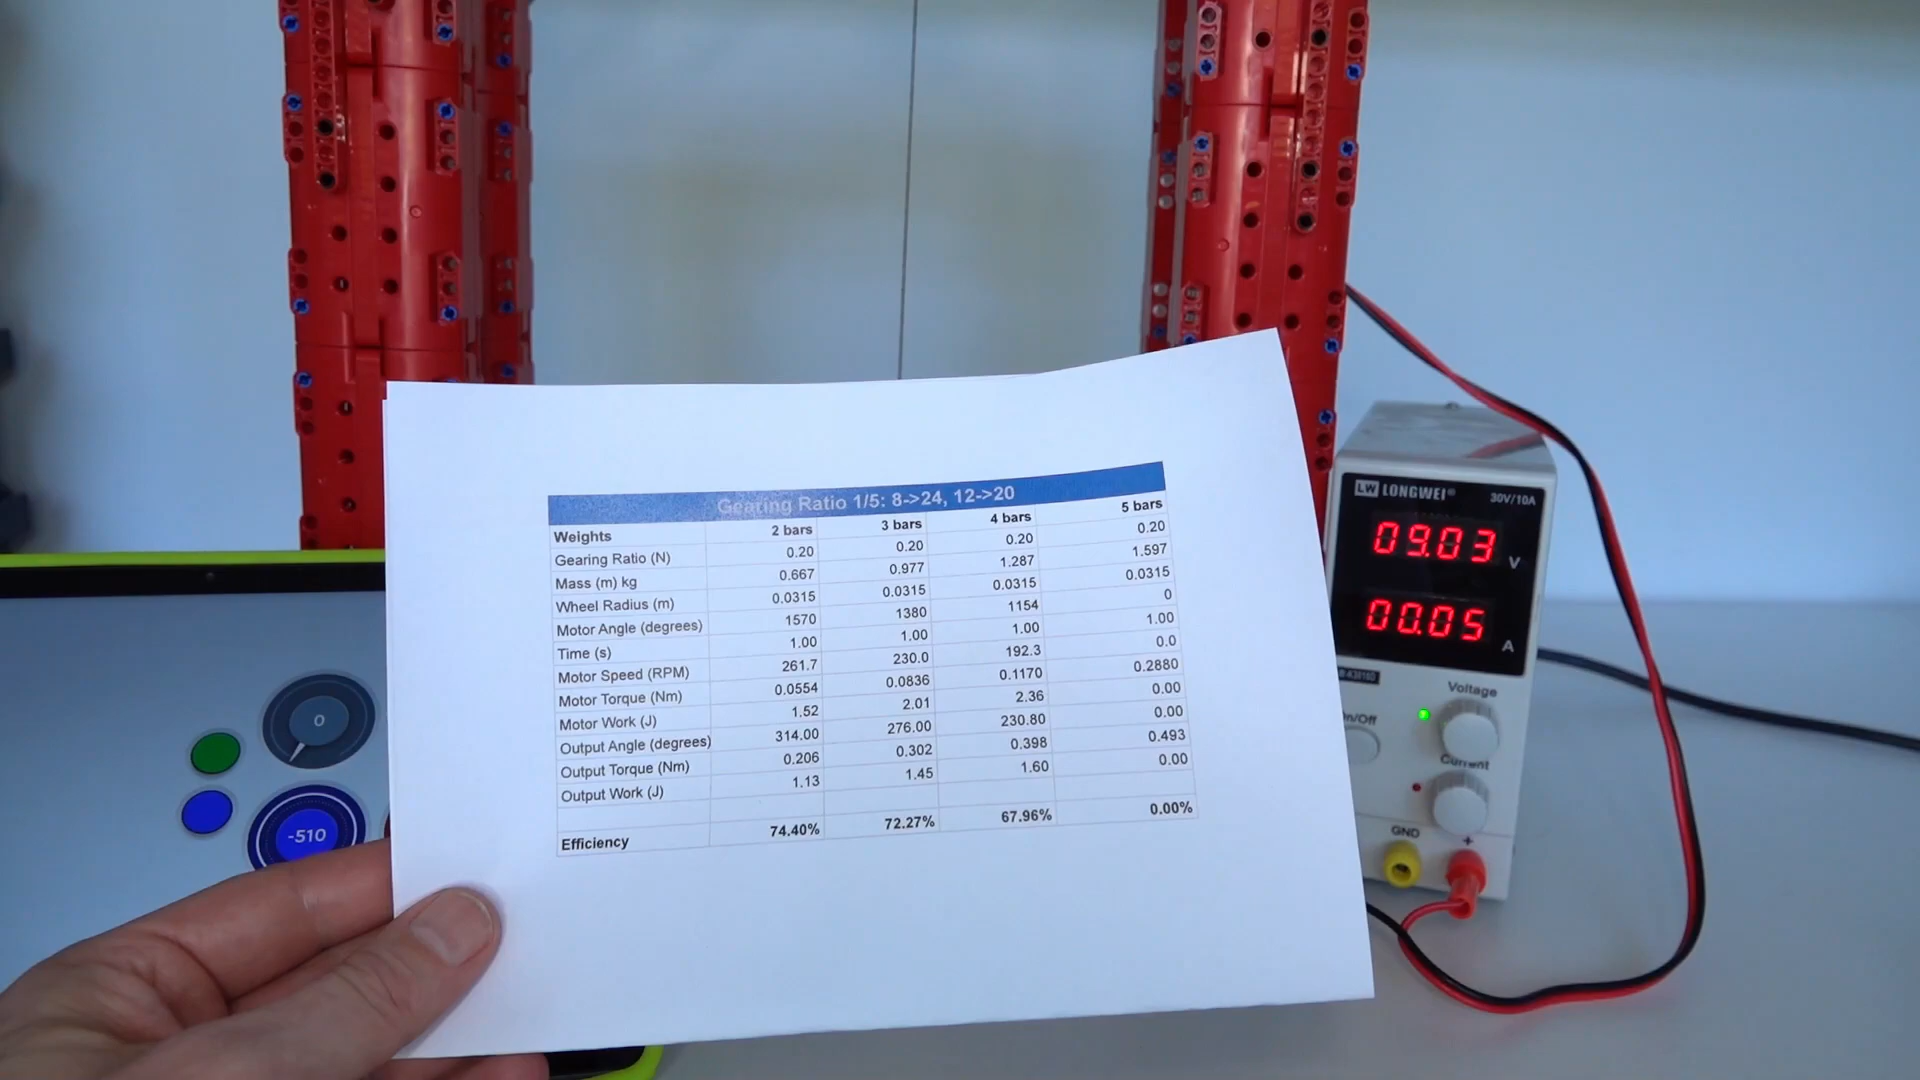 Gearing Ratio 1/5: 8->24, 12->20
Weights 2 bars 3 bars 4 bars 5 bars
Gearing Ratio (N) 0.20 0.20 0.20 0.20
Mass (m) kg 0.667 0.977 1.287 1.597
Wheel Radius (m) 0.0315 0.0315 0.0315 0.0315
Motor Angle (degrees) 1570 1380 1154 0
Time (s) 1.00 1.00 1.00 1.00
Motor Speed (RPM) 261.7 230.0 192.3 0.0
Motor Torque (Nm) 0.0554 0.0836 0.1170 0.2880
Motor Work (J) 1.52 2.01 2.36 0.00
Output Angle (degrees) 314.00 276.00 230.80 0.00
Output Torque (Nm) 0.206 0.302 0.398 0.493
Output Work (J) 1.13 1.45 1.60 0.00
Efficiency 74.40% 72.27% 67.96% 0.00%
LW LONGWEI® 30V/10A
09.03 V
00.05 A
Voltage
On/Off
Current
GND +
0
-510